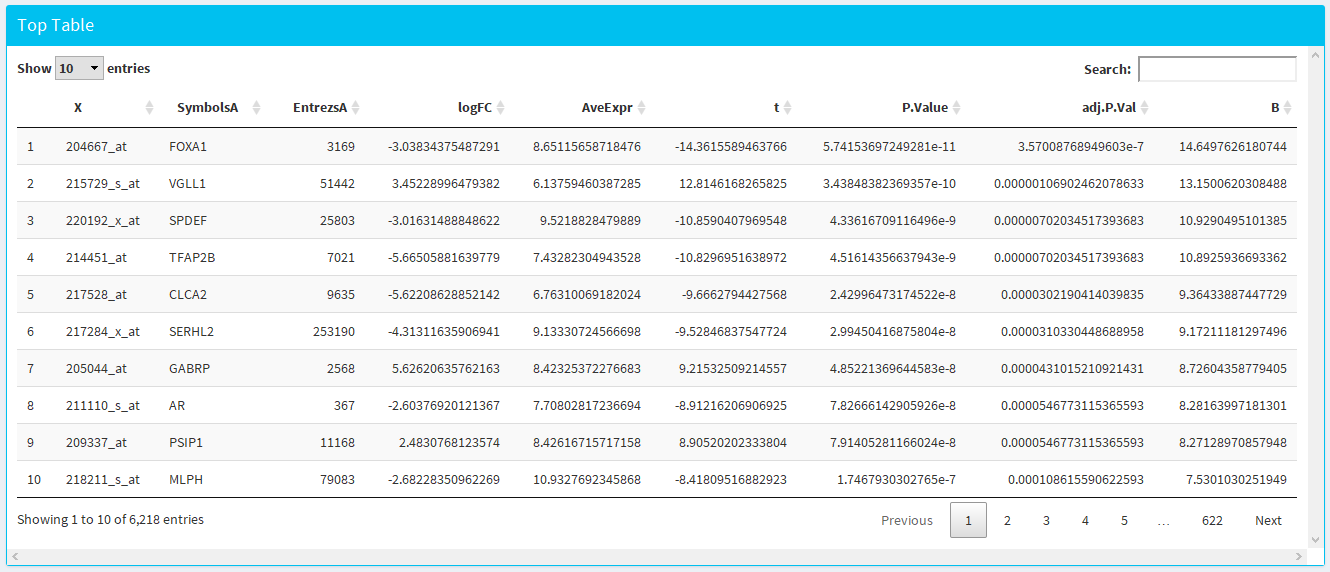 Top Table
Show 10 entries Search:
X SymbolsA EntrezsA logFC AveExpr t P.Value adj.P.Val B
1 204667_at FOXA1 3169 -3.03834375487291 8.65115658718476 -14.3615589463766 5.74153697249281e-11 3.57008768949603e-7 14.6497626180744
2 215729_s_at VGLL1 51442 3.45228996479382 6.13759460387285 12.8146168265825 3.43848382369357e-10 0.00000106902462078633 13.1500620308488
3 220192_x_at SPDEF 25803 -3.01631488848622 9.5218828479889 -10.8590407969548 4.33616709116496e-9 0.00000702034517393683 10.9290495101385
4 214451_at TFAP2B 7021 -5.66505881639779 7.43282304943528 -10.8296951638972 4.51614356637943e-9 0.00000702034517393683 10.8925936693362
5 217528_at CLCA2 9635 -5.62208628852142 6.76310069182024 -9.6662794427568 2.42996473174522e-8 0.0000302190414039835 9.36433887447729
6 217284_x_at SERHL2 253190 -4.31311635906941 9.13330724566698 -9.52846837547724 2.99450416875804e-8 0.0000310330448688958 9.17211181297496
7 205044_at GABRP 2568 5.62620635762163 8.42325372276683 9.21532509214557 4.85221369644583e-8 0.0000431015210921431 8.72604358779405
8 211110_s_at AR 367 -2.60376920121367 7.70802817236694 -8.91216206906925 7.82666142905926e-8 0.0000546773115365593 8.28163997181301
9 209337_at PSIP1 11168 2.4830768123574 8.42616715717158 8.90520202333804 7.91405281166024e-8 0.0000546773115365593 8.27128970857948
10 218211_s_at MLPH 79083 -2.68228350962269 10.9327692345868 -8.41809516882923 1.7467930302765e-7 0.000108615590622593 7.5301030251949
Showing 1 to 10 of 6,218 entries Previous 1 2 3 4 5 … 622 Next